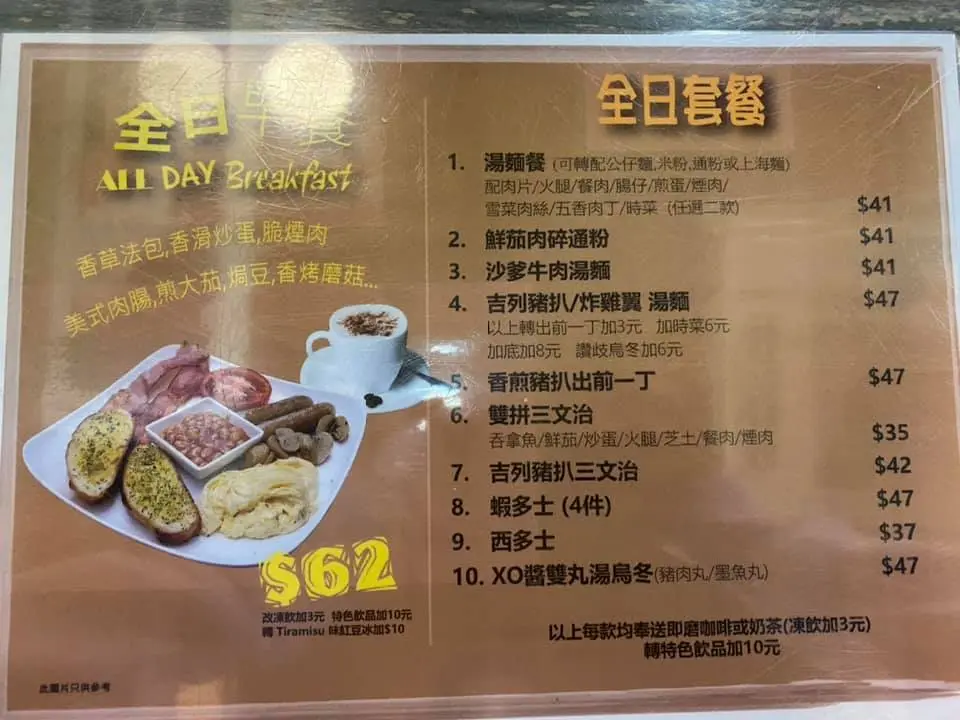 全日早餐
ALL DAY Breakfast
香草法包,香滑炒蛋,脆煙肉
美式肉腸,煎大茄,焗豆,香烤磨菇...
$62
改凍飲加3元 特色飲品加10元
轉 Tiramisu 味紅豆冰加$10
此圖片只供參考
全日套餐
1. 湯麵餐 (可轉配公仔麵,米粉,通粉或上海麵)
配肉片/火腿/餐肉/腸仔/煎蛋/煙肉/
雪菜肉絲/五香肉丁/時菜 (任選二款) $41
2. 鮮茄肉碎通粉 $41
3. 沙爹牛肉湯麵 $41
4. 吉列豬扒/炸雞翼 湯麵 $47
以上轉出前一丁加3元 加時菜6元
加底加8元 讚岐烏冬加6元
5. 香煎豬扒出前一丁 $47
6. 雙拼三文治
吞拿魚/鮮茄/炒蛋/火腿/芝士/餐肉/煙肉 $35
7. 吉列豬扒三文治 $42
8. 蝦多士 (4件) $47
9. 西多士 $37
10. XO醬雙丸湯烏冬(豬肉丸/墨魚丸) $47
以上每款均奉送即磨咖啡或奶茶(凍飲加3元)
轉特色飲品加10元